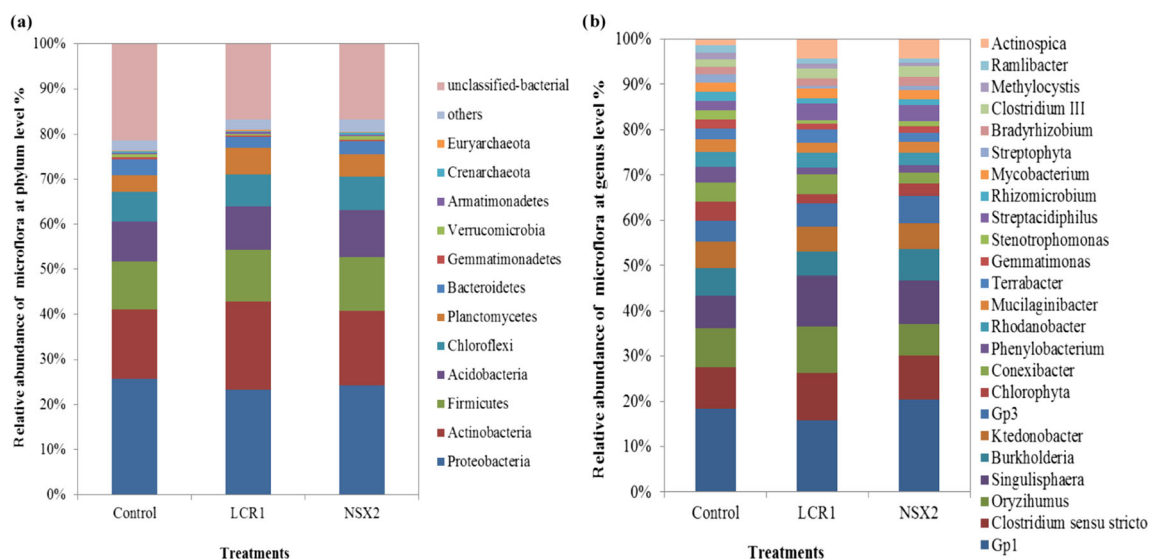 (a)
Relative abundance of microflora at phylum level %
100%
90%
80%
70%
60%
50%
40%
30%
20%
10%
0%
Control
LCR1
NSX2
Treatments
unclassified-bacterial
others
Euryarchaeota
Crenarchaeota
Armatimonadetes
Verrucomicrobia
Gemmatimonadetes
Bacteroidetes
Planctomycetes
Chloroflexi
Acidobacteria
Firmicutes
Actinobacteria
Proteobacteria
(b)
Relative abundance of microflora at genus level %
100%
90%
80%
70%
60%
50%
40%
30%
20%
10%
0%
Control
LCR1
NSX2
Treatments
Actinospica
Ramlibacter
Methylocystis
Clostridium III
Bradyrhizobium
Streptophyta
Mycobacterium
Rhizomicrobium
Streptacidiphilus
Stenotrophomonas
Gemmatimonas
Terrabacter
Mucilaginibacter
Rhodanobacter
Phenylobacterium
Conexibacter
Chlorophyta
Gp3
Ktedonobacter
Burkholderia
Singulisphaera
Oryzihumus
Clostridium sensu stricto
Gp1